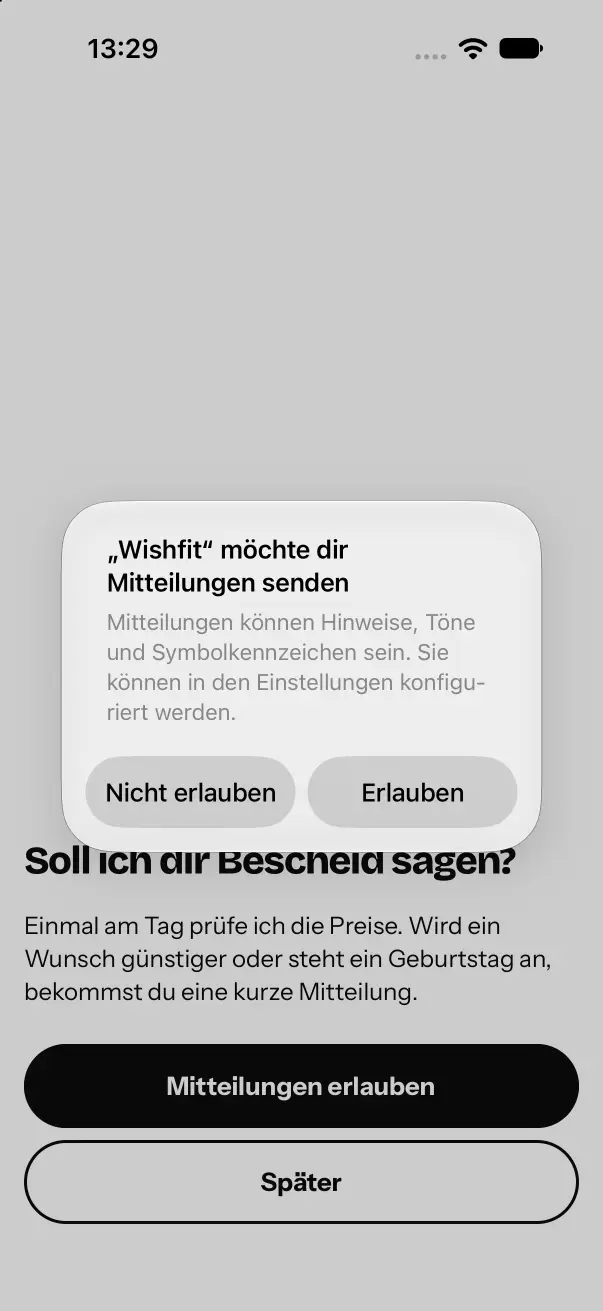 13:29
„Wishfit“ möchte dir
Mitteilungen senden
Mitteilungen können Hinweise, Töne
und Symbolkennzeichen sein. Sie
können in den Einstellungen konfigu-
riert werden.
Nicht erlauben
Erlauben
Soll ich dir Bescheid sagen?
Einmal am Tag prüfe ich die Preise. Wird ein
Wunsch günstiger oder steht ein Geburtstag an,
bekommst du eine kurze Mitteilung.
Mitteilungen erlauben
Später